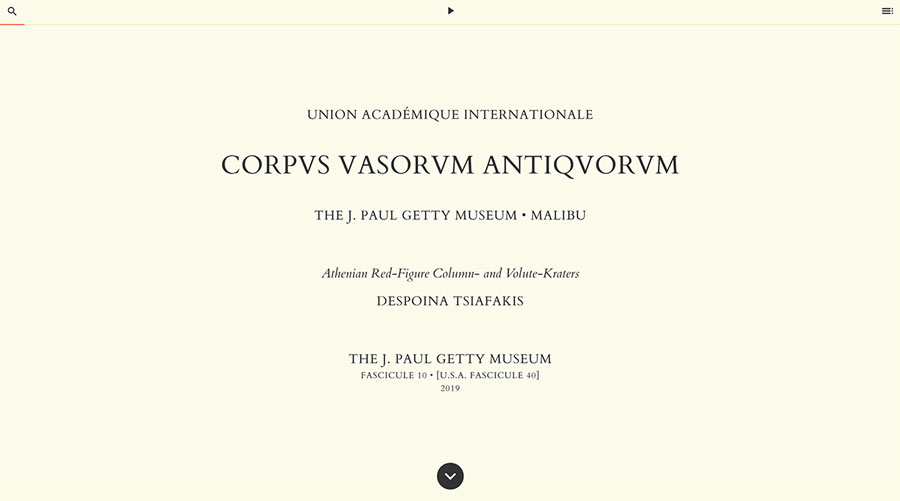 UNION ACADÉMIQUE INTERNATIONALE
CORPVS VASORVM ANTIQVORVM
THE J. PAUL GETTY MUSEUM • MALIBU
Athenian Red-Figure Column- and Volute-Kraters
DESPOINA TSIAFAKIS
THE J. PAUL GETTY MUSEUM
FASCICULE 10 • [U.S.A. FASCICULE 40]
2019